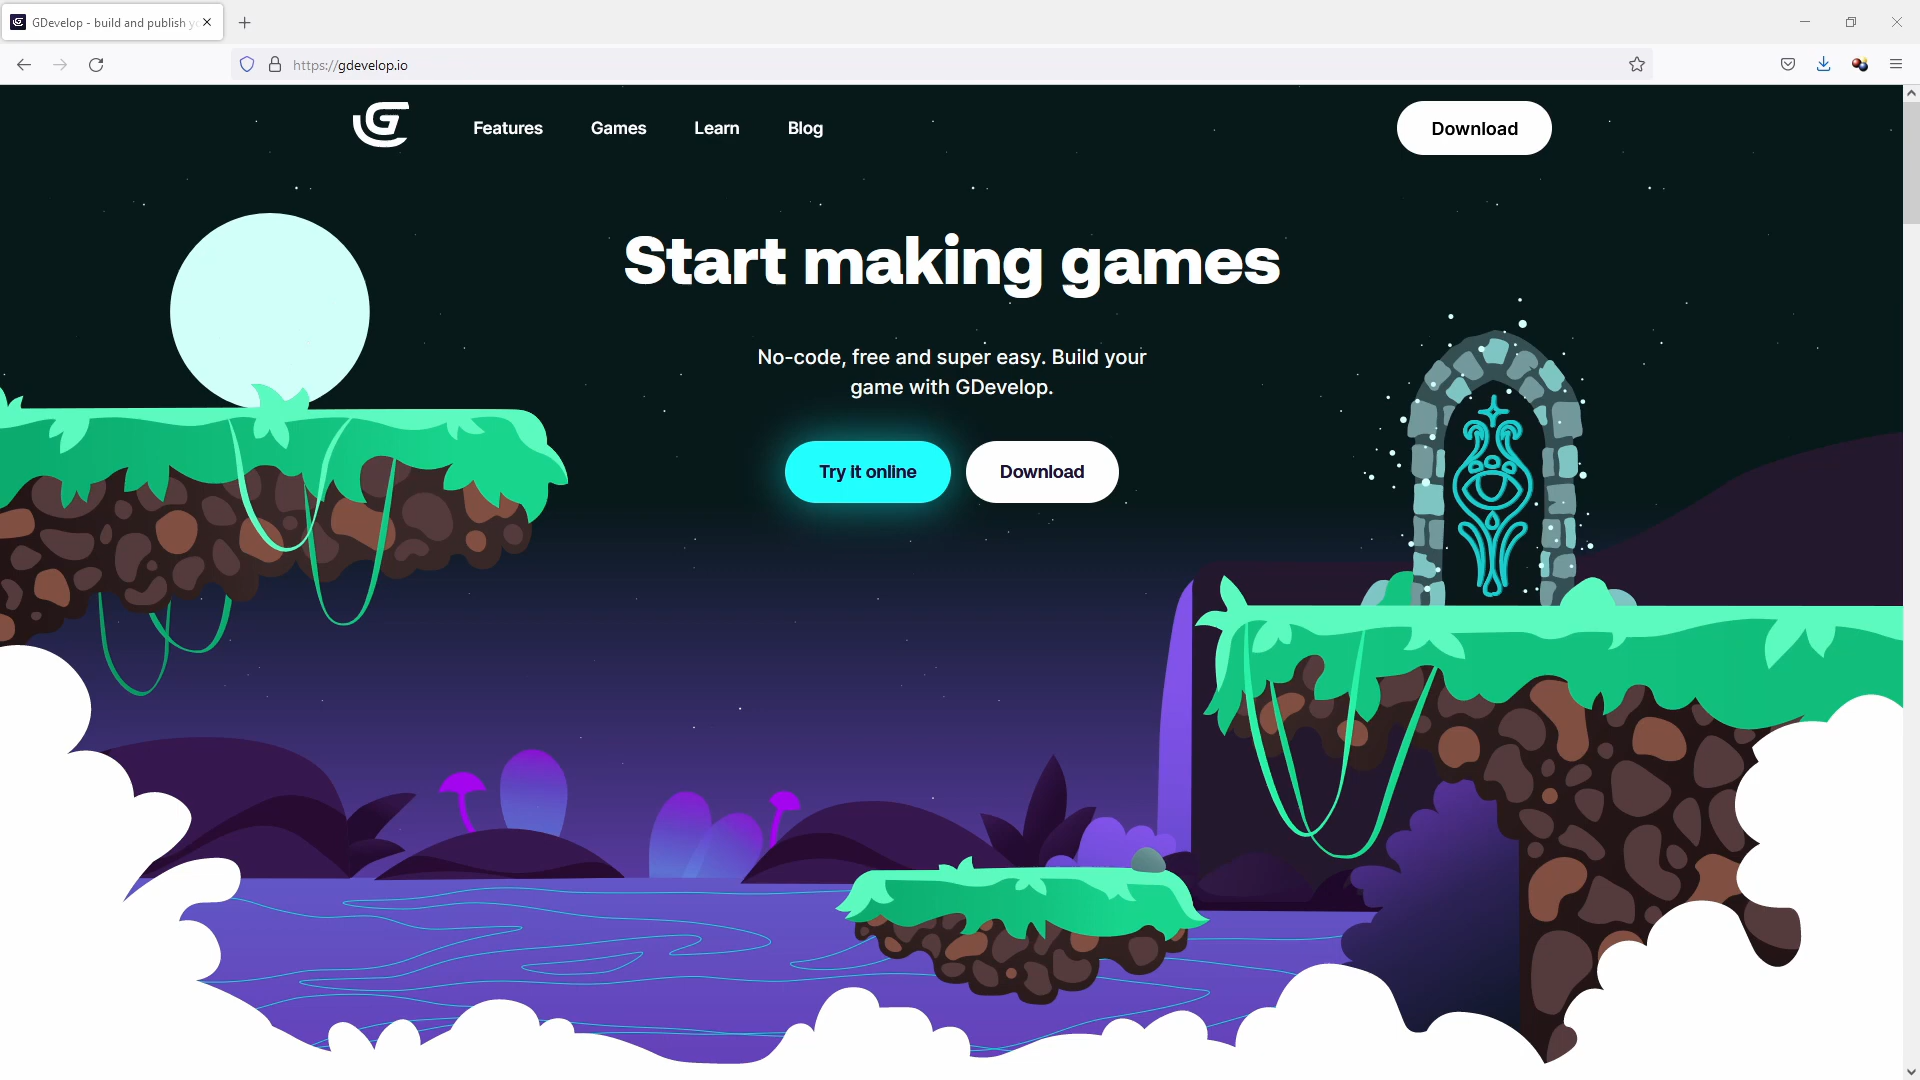 GDevelop - build and publish y
https://gdevelop.io
Features
Games
Learn
Blog
Download
Start making games
No-code, free and super easy. Build your
game with GDevelop.
Try it online
Download